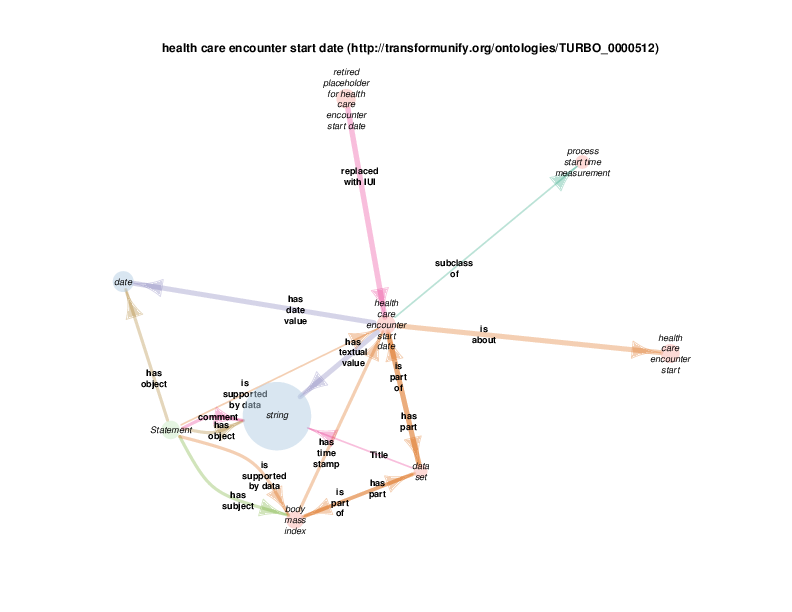 health care encounter start date (http://transformunify.org/ontologies/TURBO_0000512)
retired
placeholder
for health
care
encounter
start date
process
start time
measurement
replaced
with IUI
subclass
of
date
has
date
value
health
care
encounter
start
date
is
about
health
care
encounter
start
has
textual
value
is
part
of
has
object
is
supported
by data
string
comment
has
object
Statement
has
part
has
time
stamp
Title
data
set
is
supported
by data
has
part
has
subject
is
part
of
body
mass
index